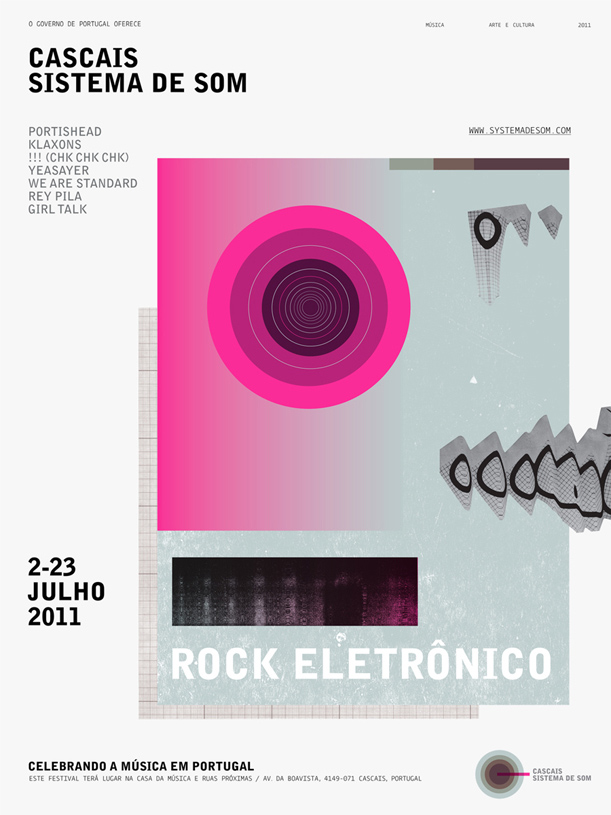 O GOVERNO DE PORTUGAL OFERECE
MÚSICA
ARTE E CULTURA
2011
CASCAIS
SISTEMA DE SOM
PORTISHEAD
KLAXONS
!!! (CHK CHK CHK)
YEASAYER
WE ARE STANDARD
REY PILA
GIRL TALK
WWW.SYSTEMADESOM.COM
2-23
JULHO
2011
ROCK ELETRÔNICO
CELEBRANDO A MÚSICA EM PORTUGAL
ESTE FESTIVAL TERÁ LUGAR NA CASA DA MÚSICA E RUAS PRÓXIMAS / AV. DA BOAVISTA, 4149-071 CASCAIS, PORTUGAL
CASCAIS
SISTEMA DE SOM